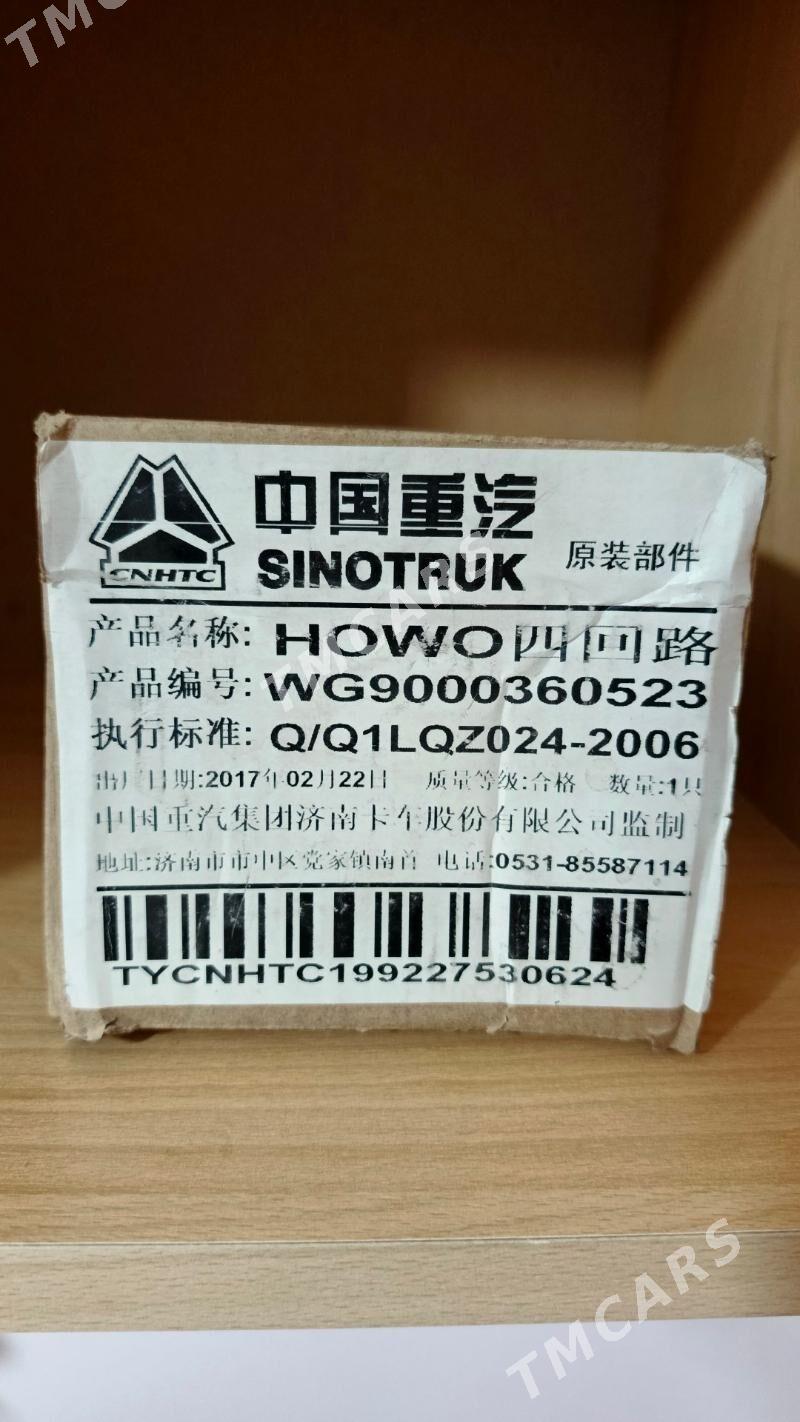 TMCARS
中国重汽
CNHTC
SINOTRUK
原装部件
产品名称: HOWO四回路
产品编号: WG9000360523
执行标准: Q/Q1LQZ024-2006
出厂日期:2017年02月22日 质量等级:合格 数量:1只
中国重汽集团济南卡车股份有限公司监制
地址:济南市市中区党家镇南首 电话:0531-85587114
TYCNHTC199227530624
TMCARS
TMCARS